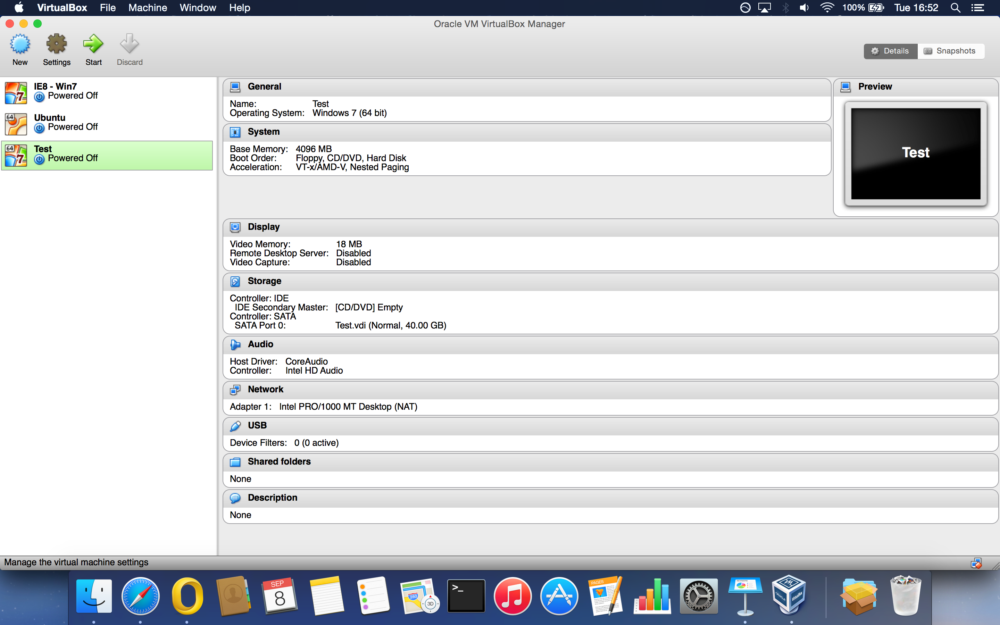 VirtualBox File Machine Window Help 100% Tue 16:52
Oracle VM VirtualBox Manager
New Settings Start Discard
Details Snapshots
IE8 - Win7
Powered Off
64
Ubuntu
Powered Off
64
Test
Powered Off
General
Name: Test
Operating System: Windows 7 (64 bit)
System
Base Memory: 4096 MB
Boot Order: Floppy, CD/DVD, Hard Disk
Acceleration: VT-x/AMD-V, Nested Paging
Preview
Test
Display
Video Memory: 18 MB
Remote Desktop Server: Disabled
Video Capture: Disabled
Storage
Controller: IDE
IDE Secondary Master: [CD/DVD] Empty
Controller: SATA
SATA Port 0: Test.vdi (Normal, 40.00 GB)
Audio
Host Driver: CoreAudio
Controller: Intel HD Audio
Network
Adapter 1: Intel PRO/1000 MT Desktop (NAT)
USB
Device Filters: 0 (0 active)
Shared folders
None
Description
None
Manage the virtual machine settings
SEP
8
280
3D
>_
PAGES
KEYNOTE
ORACLE
VirtualBox